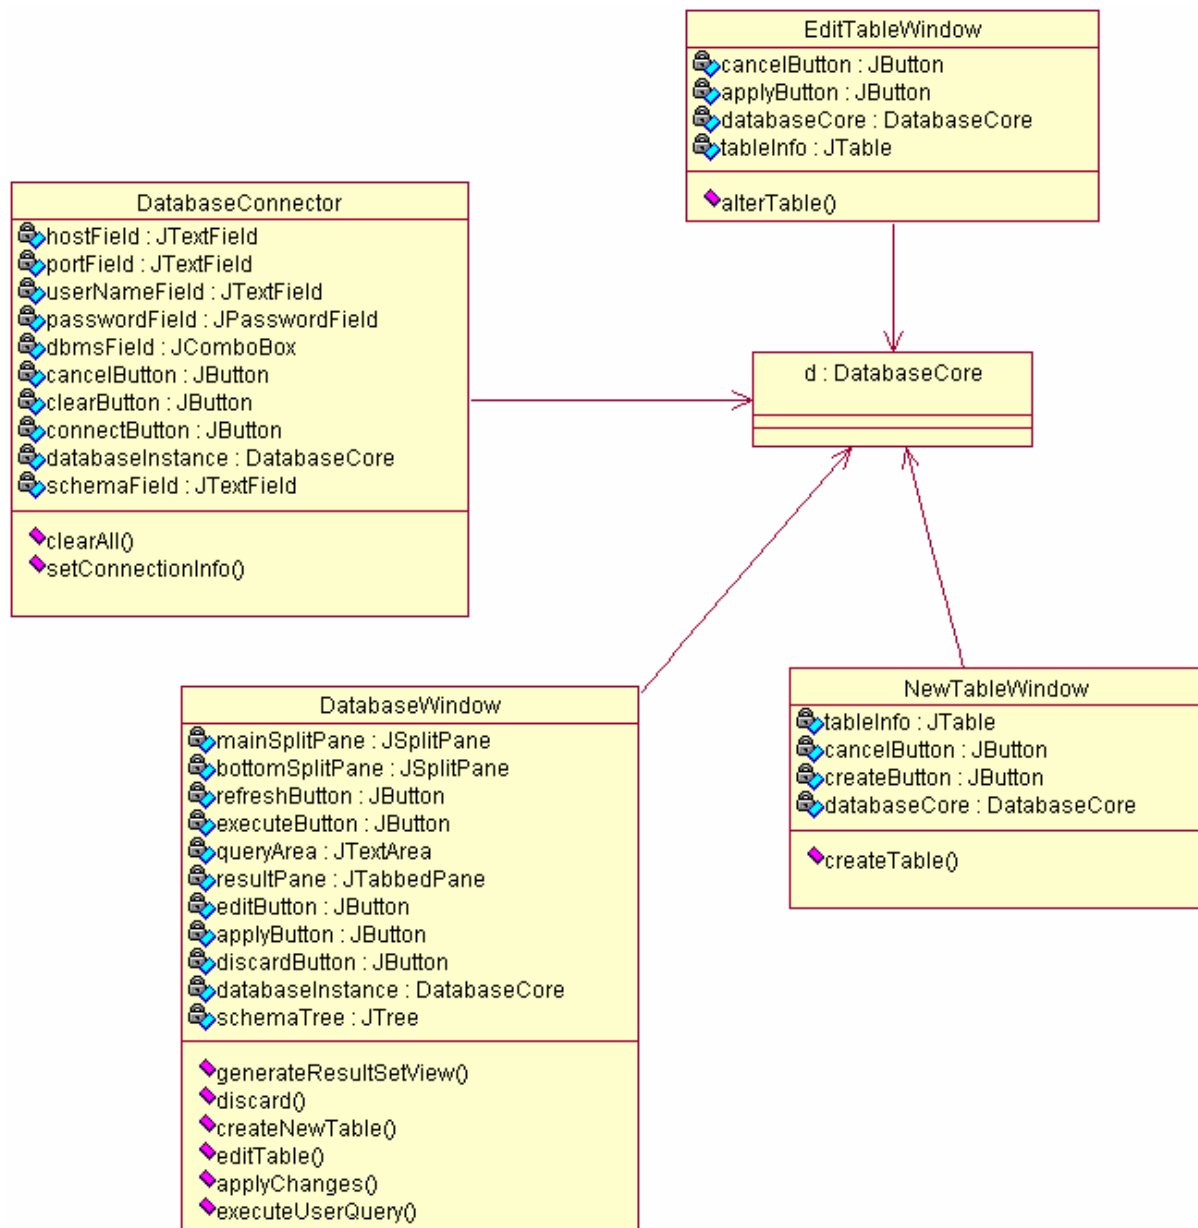 EditTableWindow
cancelButton : JButton
applyButton : JButton
databaseCore : DatabaseCore
tableInfo : JTable
alterTable()
DatabaseConnector
hostField : JTextField
portField : JTextField
userNameField : JTextField
passwordField : JPasswordField
dbmsField : JComboBox
cancelButton : JButton
clearButton : JButton
connectButton : JButton
databaseInstance : DatabaseCore
schemaField : JTextField
clearAll()
setConnectionInfo()
d : DatabaseCore
DatabaseWindow
mainSplitPane : JSplitPane
bottomSplitPane : JSplitPane
refreshButton : JButton
executeButton : JButton
queryArea : JTextArea
resultPane : JTabbedPane
editButton : JButton
applyButton : JButton
discardButton : JButton
databaseInstance : DatabaseCore
schemaTree : JTree
generateResultSetView()
discard()
createNewTable()
editTable()
applyChanges()
executeUserQuery()
NewTableWindow
tableInfo : JTable
cancelButton : JButton
createButton : JButton
databaseCore : DatabaseCore
createTable()